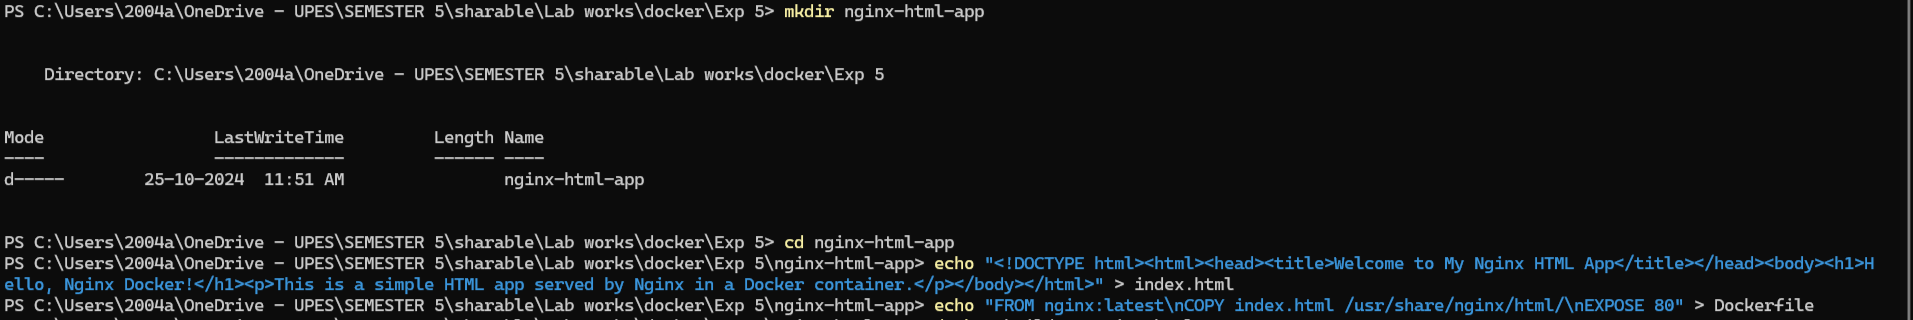 PS C:\Users\2004a\OneDrive - UPES\SEMESTER 5\sharable\Lab works\docker\Exp 5> mkdir nginx-html-app
Directory: C:\Users\2004a\OneDrive - UPES\SEMESTER 5\sharable\Lab works\docker\Exp 5
Mode                 LastWriteTime         Length Name
----                 -------------         ------ ----
d-----        25-10-2024  11:51 AM                nginx-html-app
PS C:\Users\2004a\OneDrive - UPES\SEMESTER 5\sharable\Lab works\docker\Exp 5> cd nginx-html-app
PS C:\Users\2004a\OneDrive - UPES\SEMESTER 5\sharable\Lab works\docker\Exp 5\nginx-html-app> echo "<!DOCTYPE html><html><head><title>Welcome to My Nginx HTML App</title></head><body><h1>H
ello, Nginx Docker!</h1><p>This is a simple HTML app served by Nginx in a Docker container.</p></body></html>" > index.html
PS C:\Users\2004a\OneDrive - UPES\SEMESTER 5\sharable\Lab works\docker\Exp 5\nginx-html-app> echo "FROM nginx:latest\nCOPY index.html /usr/share/nginx/html/\nEXPOSE 80" > Dockerfile